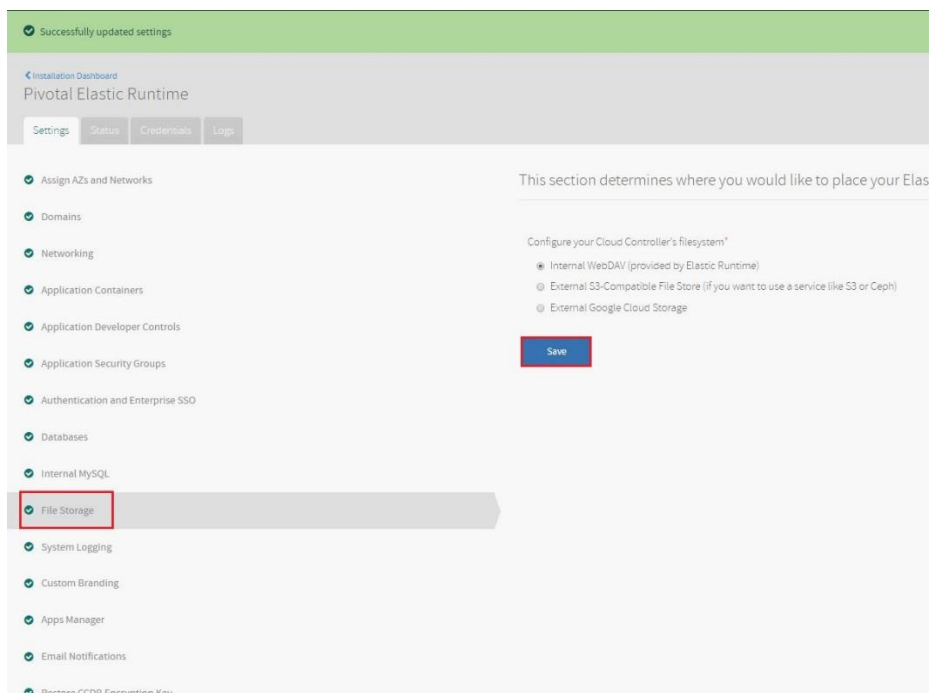 Successfully updated settings
Installation Dashboard
Pivotal Elastic Runtime
Settings Status Credentials Logs
Assign AZs and Networks
Domains
Networking
Application Containers
Application Developer Controls
Application Security Groups
Authentication and Enterprise SSO
Databases
Internal MySQL
File Storage
System Logging
Custom Branding
Apps Manager
Email Notifications
Restore CCDB Encryption Key
This section determines where you would like to place your Elas
Configure your Cloud Controller's filesystem*
Internal WebDAV (provided by Elastic Runtime)
External S3-Compatible File Store (if you want to use a service like S3 or Ceph)
External Google Cloud Storage
Save